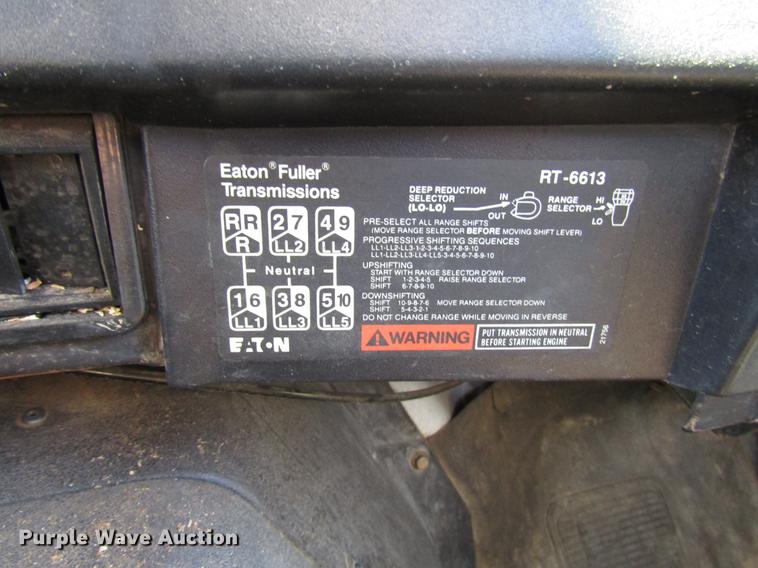 Eaton® Fuller®
Transmissions
RT-6613
DEEP REDUCTION
SELECTOR
(LO-LO)
IN
OUT
RANGE
SELECTOR
HI
LO
R R 2 7 4 9
R LL2 LL4
Neutral
1 6 3 8 5 10
LL1 LL3 LL5
EATON
PRE-SELECT ALL RANGE SHIFTS
(MOVE RANGE SELECTOR BEFORE MOVING SHIFT LEVER)
PROGRESSIVE SHIFTING SEQUENCES
LL1-LL2-LL3-1-2-3-4-5-6-7-8-9-10
LL1-LL2-LL3-LL4-LL5-3-4-5-6-7-8-9-10
UPSHIFTING
START WITH RANGE SELECTOR DOWN
SHIFT 1-2-3-4-5 RAISE RANGE SELECTOR
SHIFT 6-7-8-9-10
DOWNSHIFTING
SHIFT 10-9-8-7-6 MOVE RANGE SELECTOR DOWN
SHIFT 5-4-3-2-1
DO NOT CHANGE RANGE WHILE MOVING IN REVERSE
WARNING
PUT TRANSMISSION IN NEUTRAL
BEFORE STARTING ENGINE
21756
Purple Wave Auction